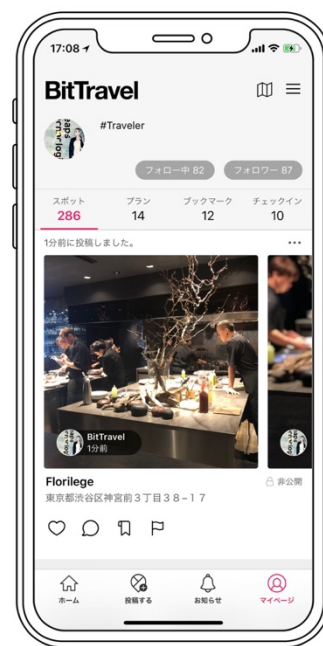 17:08
BitTravel
#Traveler
フォロー中 82 フォロワー 87
スポット プラン ブックマーク チェックイン
286 14 12 10
1分前に投稿しました。
BitTravel
1分前
Florilege
非公開
東京都渋谷区神宮前3丁目38−17
ホーム 投稿する お知らせ マイページ